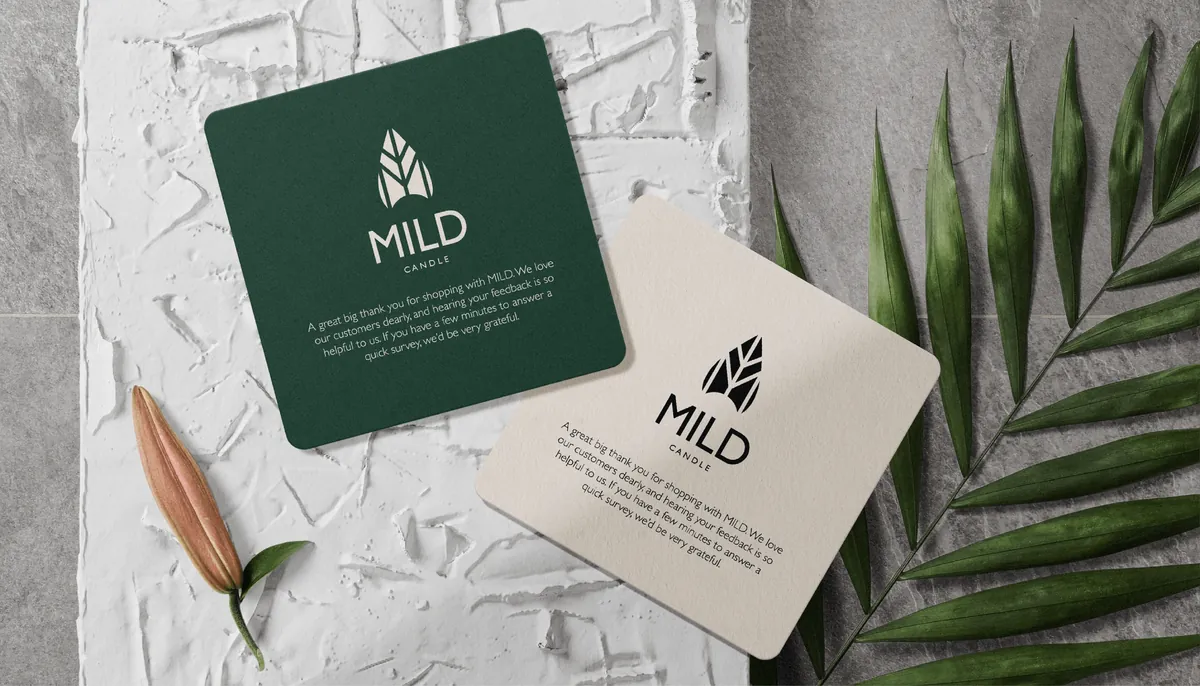 MILD
CANDLE
A great big thank you for shopping with MILD. We love
our customers dearly, and hearing your feedback is so
helpful to us. If you have a few minutes to answer a
quick survey, we'd be very grateful.
MILD
CANDLE
A great big thank you for shopping with MILD. We love
our customers dearly, and hearing your feedback is so
helpful to us. If you have a few minutes to answer a
quick survey, we'd be very grateful.